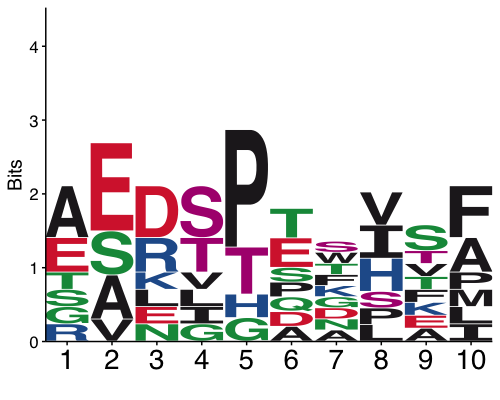 Bits
4
3
2
1
0
A E T S G R
E S A V
D R K L E N
S T V L I G
P T H G
T E S P Q D A
S W T F K G D N A
V I H S P L
S T V T F K E A
F A P M L I
1 2 3 4 5 6 7 8 9 10